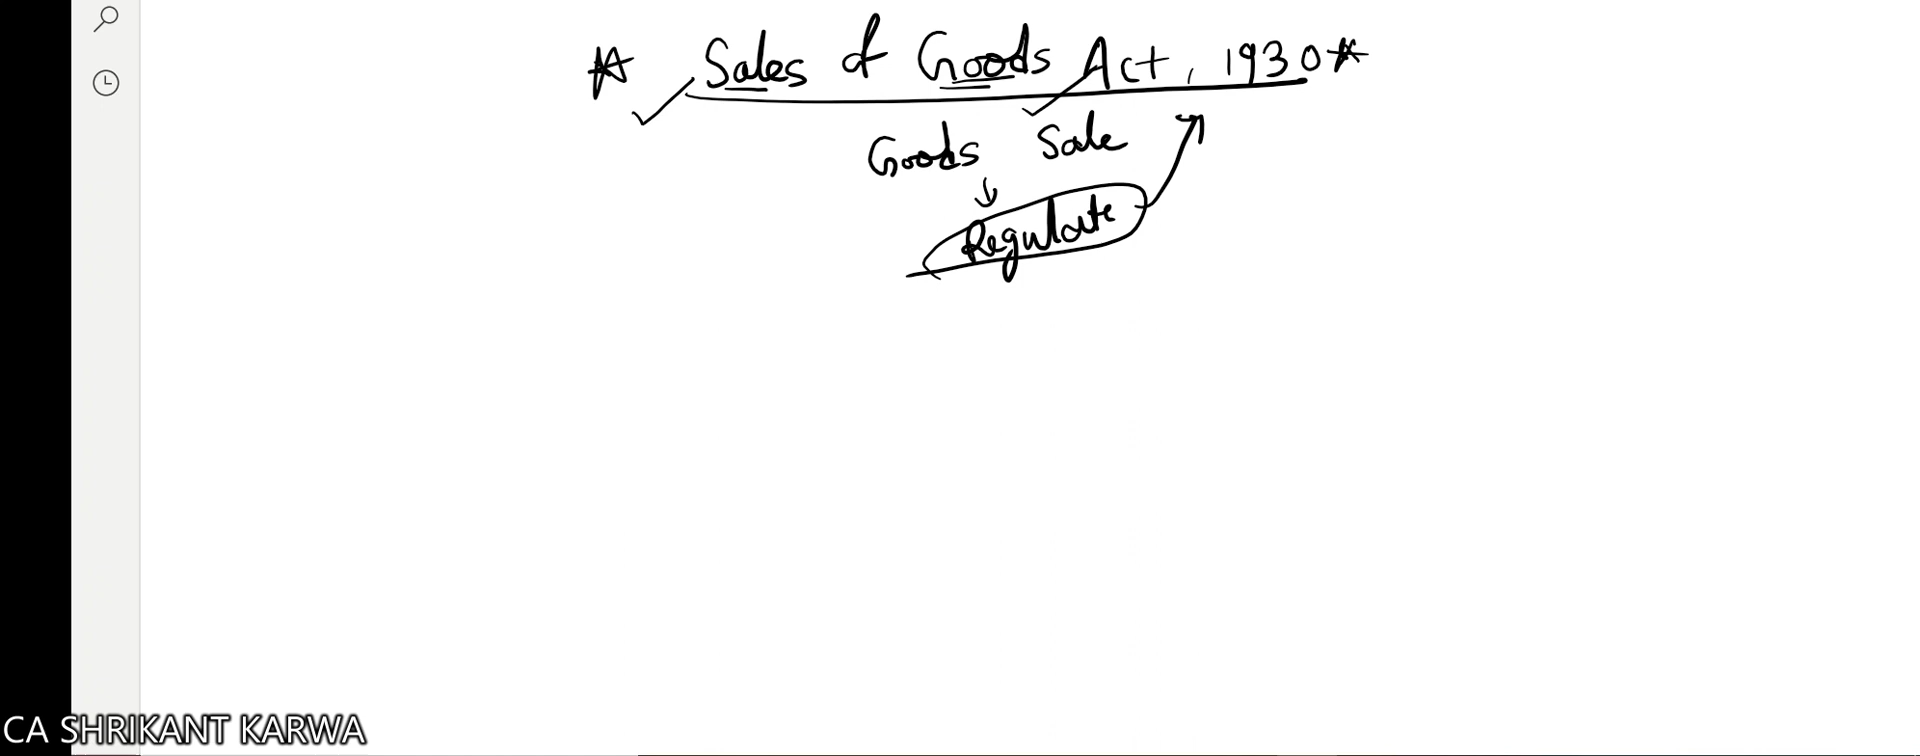 Sales of Goods Act, 1930
Goods Sale
Regulate
CA SHRIKANT KARWA